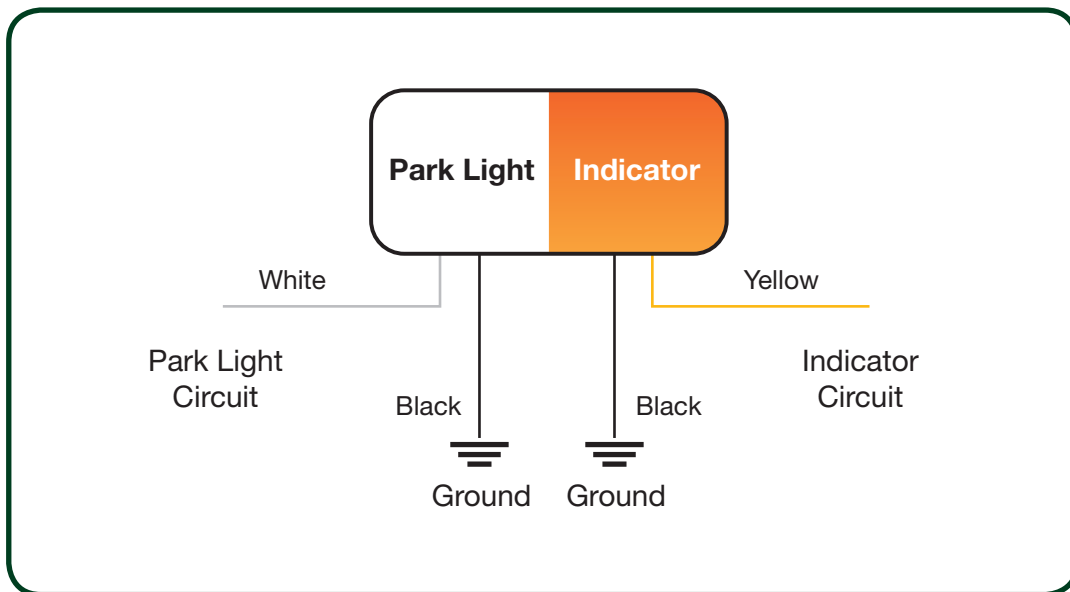 Park Light
Indicator
White
Yellow
Park Light
Circuit
Indicator
Circuit
Black
Black
Ground
Ground